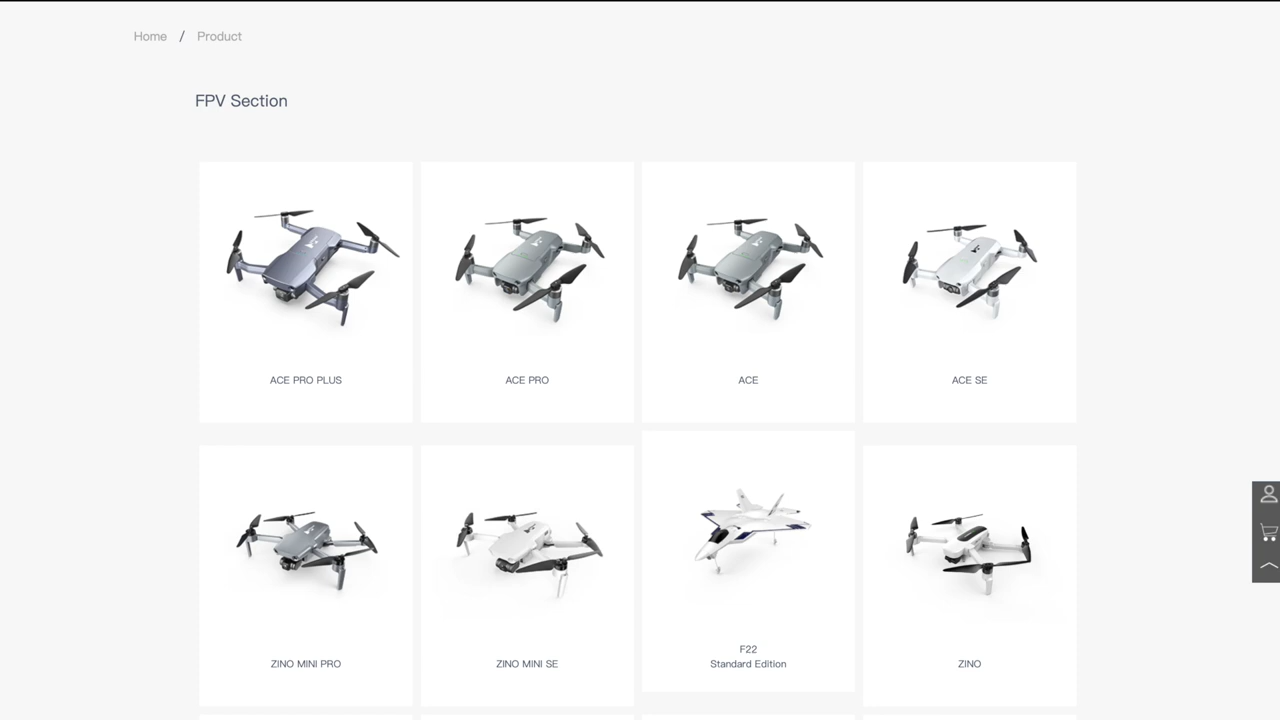 Home / Product
FPV Section
ACE PRO PLUS
ACE PRO
ACE
ACE SE
ZINO MINI PRO
ZINO MINI SE
F22
Standard Edition
ZINO